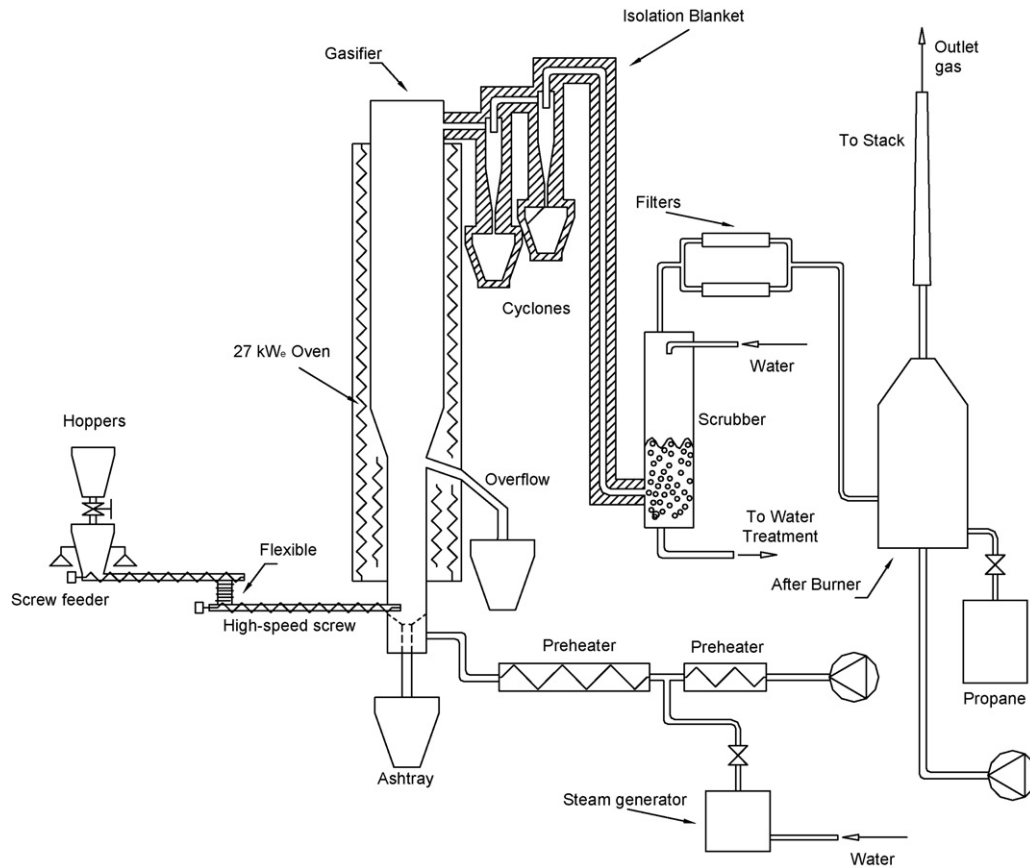 Isolation Blanket
Gasifier
Outlet
gas
To Stack
Filters
Cyclones
27 kWₑ Oven
Water
Scrubber
Hoppers
Overflow
To Water
Treatment
Flexible
After Burner
Screw feeder
High-speed screw
Preheater
Preheater
Propane
Ashtray
Steam generator
Water